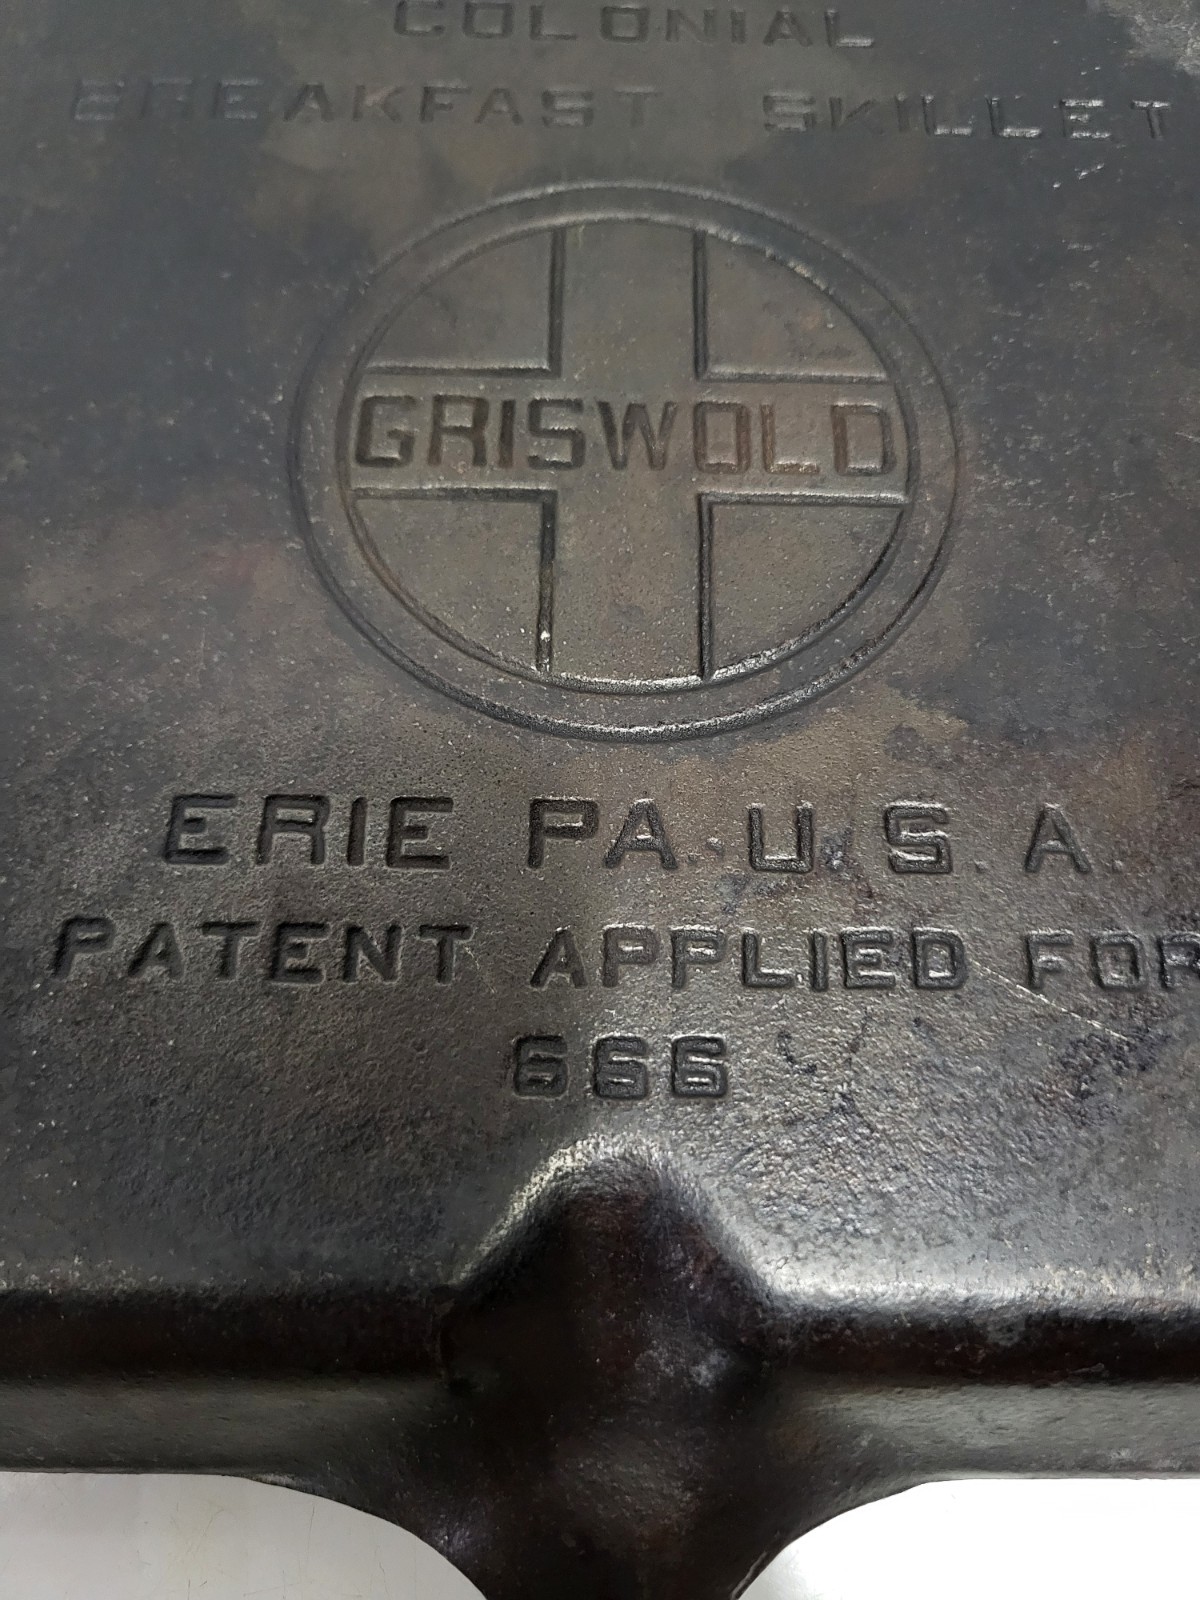 COLONIAL
BREAKFAST SKILLET
GRISWOLD
ERIE PA. U.S.A.
PATENT APPLIED FOR
666